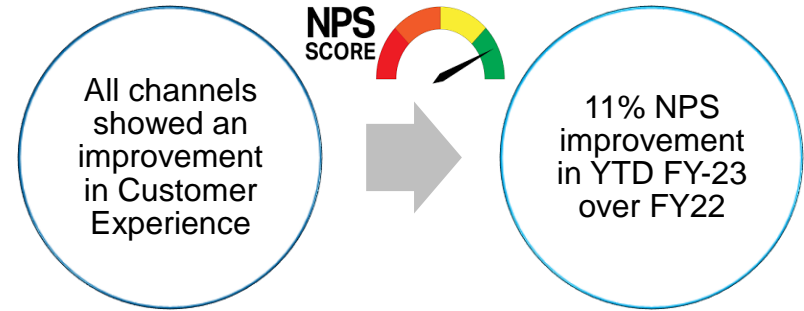 NPS
SCORE
All channels
showed an
improvement
in Customer
Experience
11% NPS
improvement
in YTD FY-23
over FY22